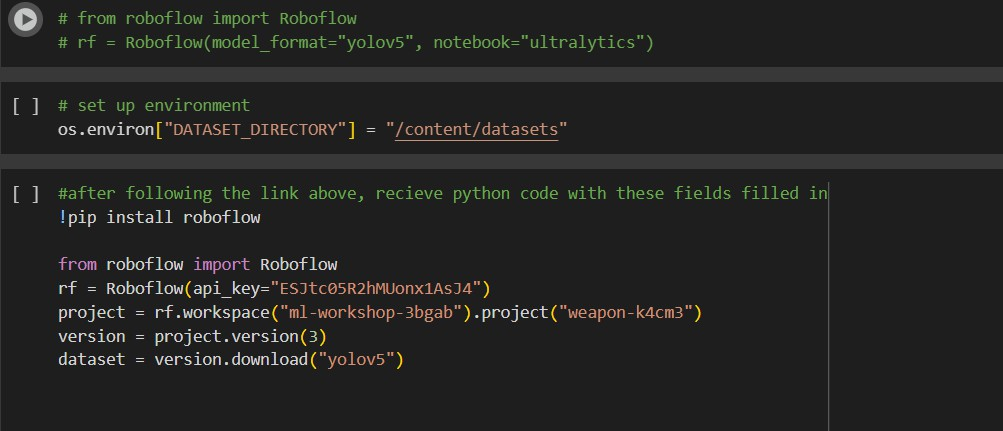 # from roboflow import Roboflow
# rf = Roboflow(model_format="yolov5", notebook="ultralytics")
[ ] # set up environment
os.environ["DATASET_DIRECTORY"] = "/content/datasets"
[ ] #after following the link above, recieve python code with these fields filled in
!pip install roboflow
from roboflow import Roboflow
rf = Roboflow(api_key="ESJtc05R2hMUonx1AsJ4")
project = rf.workspace("ml-workshop-3bgab").project("weapon-k4cm3")
version = project.version(3)
dataset = version.download("yolov5")